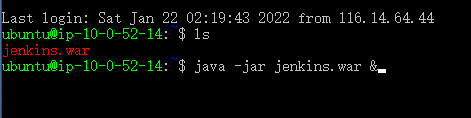 Last login: Sat Jan 22 02:19:43 2022 from 116.14.64.44
ubuntu@ip-10-0-52-14:~$ ls
jenkins.war
ubuntu@ip-10-0-52-14:~$ java -jar jenkins.war &